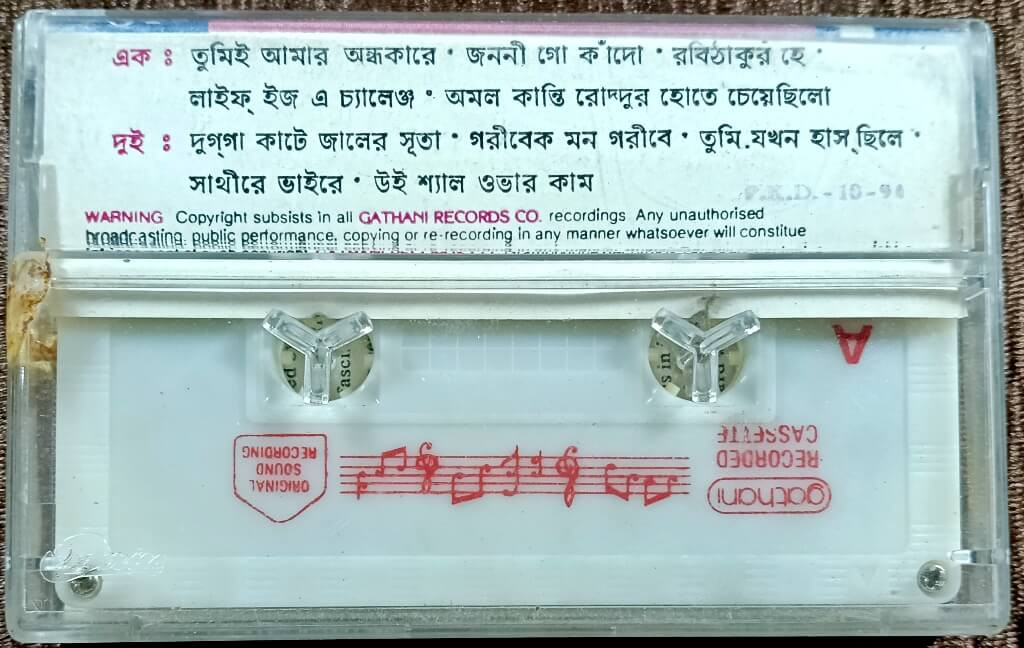 এক : তুমিই আমার অন্ধকারে • জননী গো কাঁদো • রবিঠাকুর হে •
লাইফ্ ইজ এ চ্যালেঞ্জ • অমল কান্তি রোদ্দুর হোতে চেয়েছিলো
দুই : দুগ্গা কাটে জালের সূতা • গরীবেক মন গরীবে • তুমি.যখন হাস্ছিলে •
সাথীরে ভাইরে • উই শ্যাল ওভার কাম
P.K.D.-10-94
WARNING Copyright subsists in all GATHANI RECORDS CO. recordings Any unauthorised
broadcasting. public performance, copying or re-recording in any manner whatsoever will constitute
A
gathani
RECORDED
CASSETTE
ORIGINAL
SOUND
RECORDING